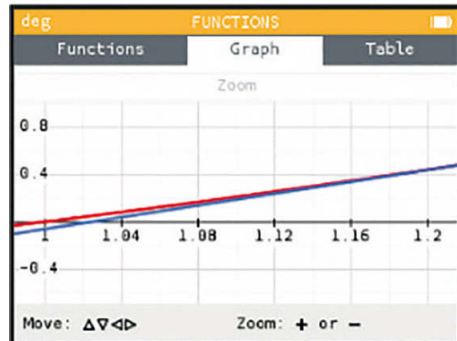 deg FUNCTIONS
Functions Graph Table
Zoom
0.8
0.4
1 1.04 1.08 1.12 1.16 1.2
-0.4
Move: △▽◁▷ Zoom: + or −